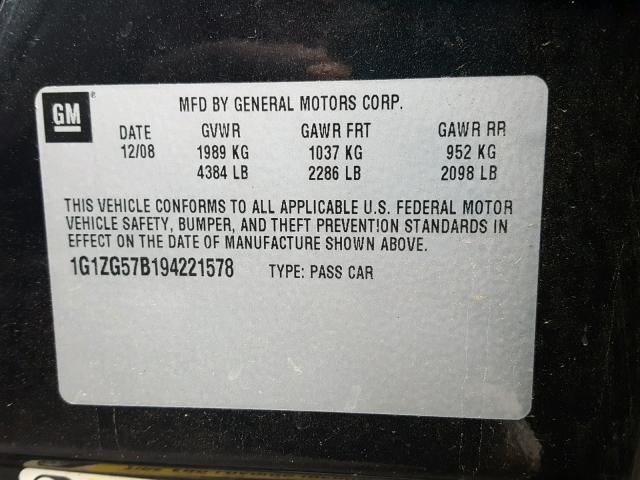 GM ®
MFD BY GENERAL MOTORS CORP.
DATE GVWR GAWR FRT GAWR RR
12/08 1989 KG 1037 KG 952 KG
4384 LB 2286 LB 2098 LB
THIS VEHICLE CONFORMS TO ALL APPLICABLE U.S. FEDERAL MOTOR
VEHICLE SAFETY, BUMPER, AND THEFT PREVENTION STANDARDS IN
EFFECT ON THE DATE OF MANUFACTURE SHOWN ABOVE.
1G1ZG57B194221578 TYPE: PASS CAR